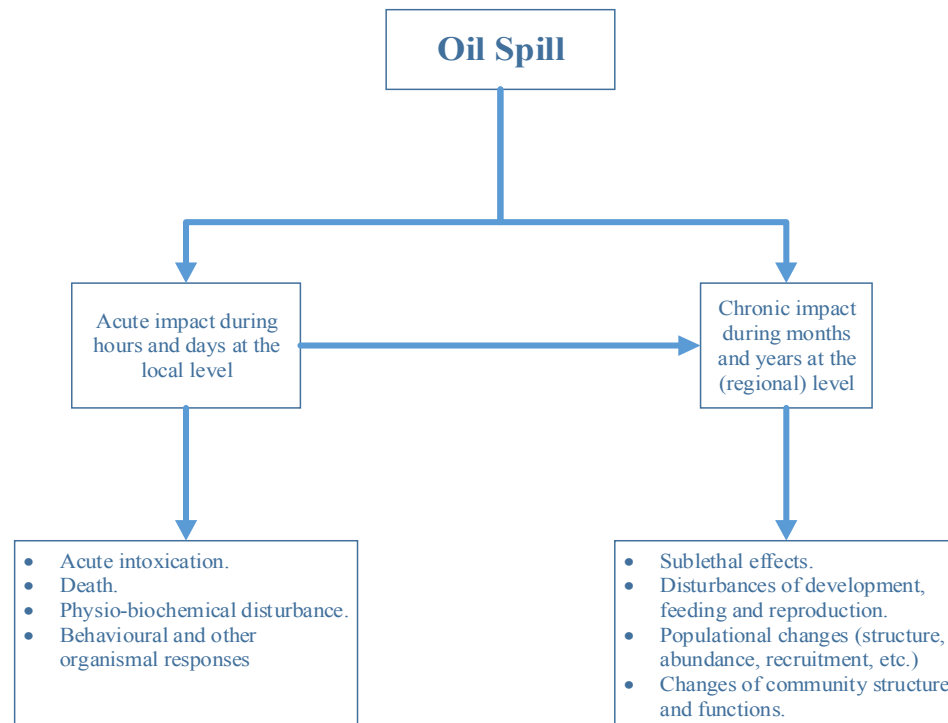 Oil Spill
Acute impact during
hours and days at the
local level
Chronic impact
during months
and years at the
(regional) level
• Acute intoxication.
• Death.
• Physio-biochemical disturbance.
• Behavioural and other
organismal responses
• Sublethal effects.
• Disturbances of development,
feeding and reproduction.
• Populational changes (structure,
abundance, recruitment, etc.)
• Changes of community structure
and functions.